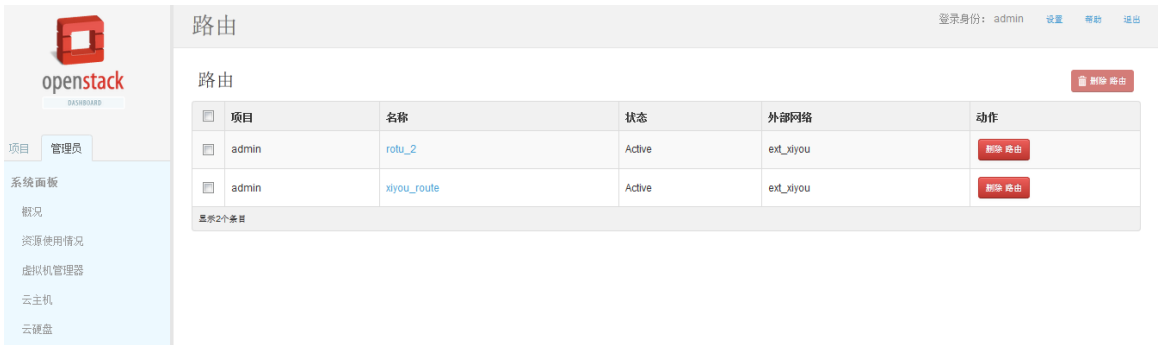 路由
登录身份： admin 设置 帮助 退出
openstack
DASHBOARD
项目 管理员
系统面板
概况
资源使用情况
虚拟机管理器
云主机
云硬盘
路由
删除 路由
项目 名称 状态 外部网络 动作
admin rotu_2 Active ext_xiyou 删除 路由
admin xiyou_route Active ext_xiyou 删除 路由
显示2个条目